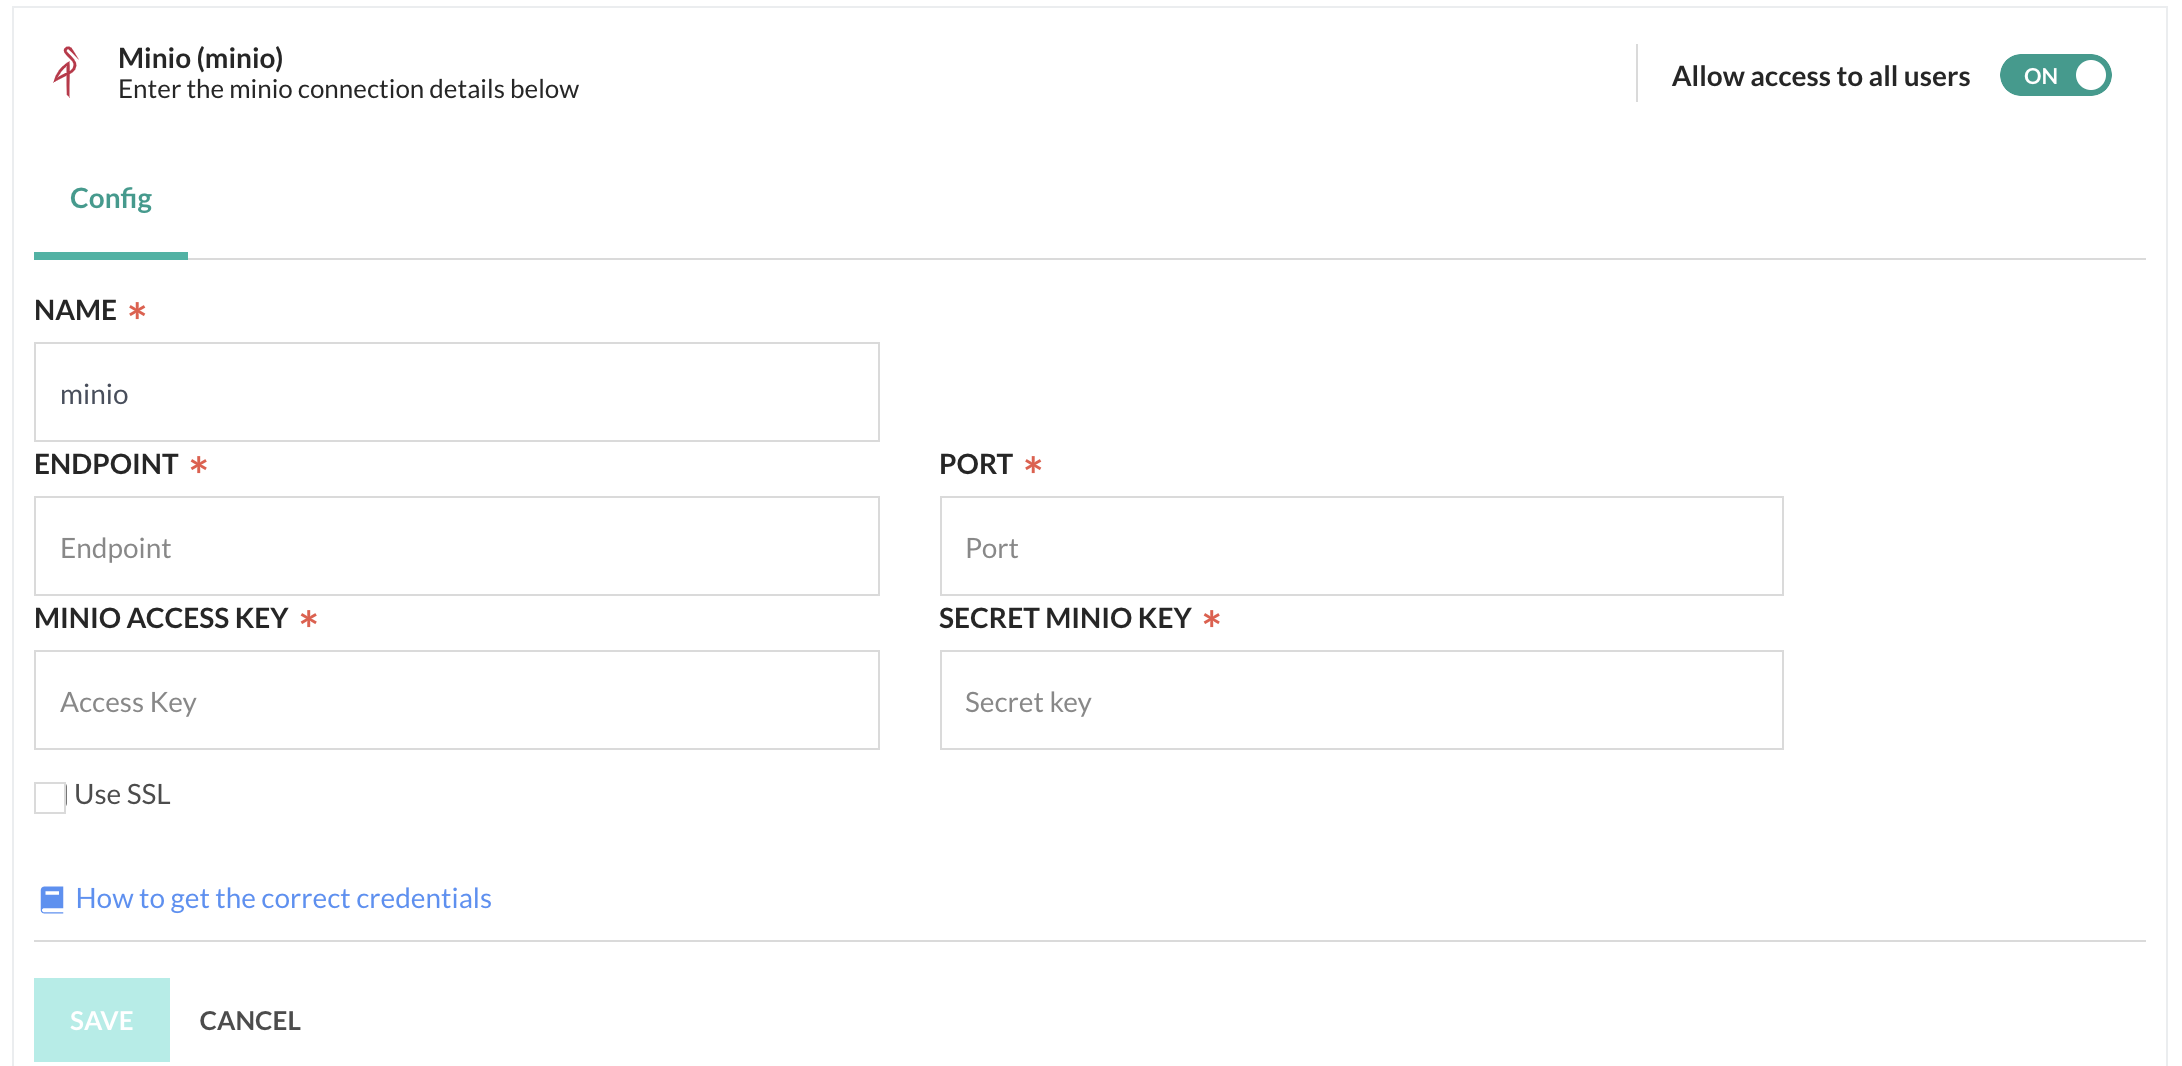 Minio (minio)
Enter the minio connection details below
Allow access to all users
ON
Config
NAME *
minio
ENDPOINT *
PORT *
Endpoint
Port
MINIO ACCESS KEY *
SECRET MINIO KEY *
Access Key
Secret key
Use SSL
How to get the correct credentials
SAVE
CANCEL